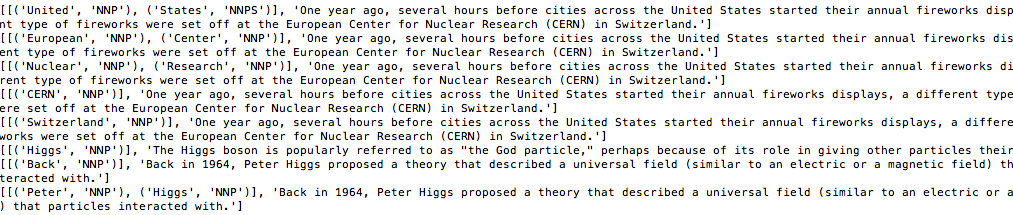 [[('United', 'NNP'), ('States', 'NNPS')], 'One year ago, several hours before cities across the United States started their annual fireworks disp
nt type of fireworks were set off at the European Center for Nuclear Research (CERN) in Switzerland.']
[[('European', 'NNP'), ('Center', 'NNP')], 'One year ago, several hours before cities across the United States started their annual fireworks dis
ent type of fireworks were set off at the European Center for Nuclear Research (CERN) in Switzerland.']
[[('Nuclear', 'NNP'), ('Research', 'NNP')], 'One year ago, several hours before cities across the United States started their annual fireworks di
rent type of fireworks were set off at the European Center for Nuclear Research (CERN) in Switzerland.']
[[('CERN', 'NNP')], 'One year ago, several hours before cities across the United States started their annual fireworks displays, a different type
ere set off at the European Center for Nuclear Research (CERN) in Switzerland.']
[[('Switzerland', 'NNP')], 'One year ago, several hours before cities across the United States started their annual fireworks displays, a differe
works were set off at the European Center for Nuclear Research (CERN) in Switzerland.']
[[('Higgs', 'NNP')], 'The Higgs boson is popularly referred to as "the God particle," perhaps because of its role in giving other particles their
[[('Back', 'NNP')], 'Back in 1964, Peter Higgs proposed a theory that described a universal field (similar to an electric or a magnetic field) th
teracted with.']
[[('Peter', 'NNP'), ('Higgs', 'NNP')], 'Back in 1964, Peter Higgs proposed a theory that described a universal field (similar to an electric or a
) that particles interacted with.']